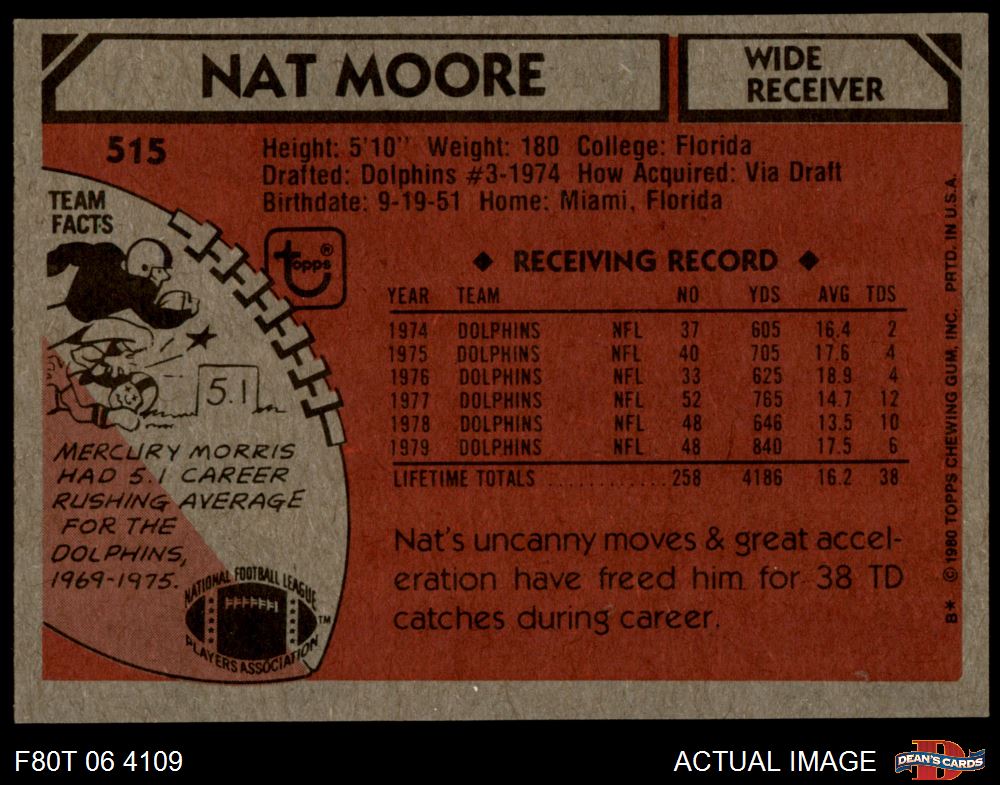 NAT MOORE
WIDE
RECEIVER
515
Height: 5'10" Weight: 180 College: Florida
Drafted: Dolphins #3-1974 How Acquired: Via Draft
Birthdate: 9-19-51 Home: Miami, Florida
TEAM
FACTS
topps®
◆ RECEIVING RECORD ◆
YEAR TEAM NO YDS AVG TDS
1974 DOLPHINS NFL 37 605 16.4 2
1975 DOLPHINS NFL 40 705 17.6 4
1976 DOLPHINS NFL 33 625 18.9 4
1977 DOLPHINS NFL 52 765 14.7 12
1978 DOLPHINS NFL 48 646 13.5 10
1979 DOLPHINS NFL 48 840 17.5 6
LIFETIME TOTALS ............ 258 4186 16.2 38
5.1
MERCURY MORRIS
HAD 5.1 CAREER
RUSHING AVERAGE
FOR THE
DOLPHINS,
1969-1975.
Nat's uncanny moves & great accel-
eration have freed him for 38 TD
catches during career.
NATIONAL FOOTBALL LEAGUE
PLAYERS ASSOCIATION
TM
B* © 1980 TOPPS CHEWING GUM, INC. PRTD. IN U.S.A.
F80T 06 4109
ACTUAL IMAGE
D
DEAN'S CARDS